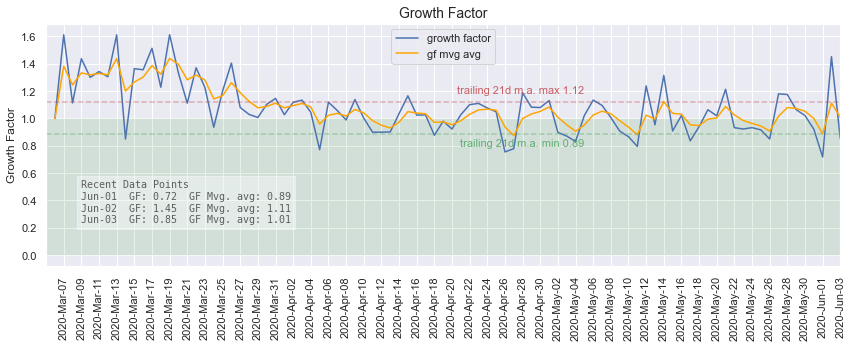 Growth Factor
growth factor
gf mvg avg
trailing 21d m.a. max 1.12
trailing 21d m.a. min 0.89
Recent Data Points
Jun-01  GF: 0.72  GF Mvg. avg: 0.89
Jun-02  GF: 1.45  GF Mvg. avg: 1.11
Jun-03  GF: 0.85  GF Mvg. avg: 1.01
Growth Factor
1.6
1.4
1.2
1.0
0.8
0.6
0.4
0.2
0.0
2020-Mar-07
2020-Mar-09
2020-Mar-11
2020-Mar-13
2020-Mar-15
2020-Mar-17
2020-Mar-19
2020-Mar-21
2020-Mar-23
2020-Mar-25
2020-Mar-27
2020-Mar-29
2020-Mar-31
2020-Apr-02
2020-Apr-04
2020-Apr-06
2020-Apr-08
2020-Apr-10
2020-Apr-12
2020-Apr-14
2020-Apr-16
2020-Apr-18
2020-Apr-20
2020-Apr-22
2020-Apr-24
2020-Apr-26
2020-Apr-28
2020-Apr-30
2020-May-02
2020-May-04
2020-May-06
2020-May-08
2020-May-10
2020-May-12
2020-May-14
2020-May-16
2020-May-18
2020-May-20
2020-May-22
2020-May-24
2020-May-26
2020-May-28
2020-May-30
2020-Jun-01
2020-Jun-03